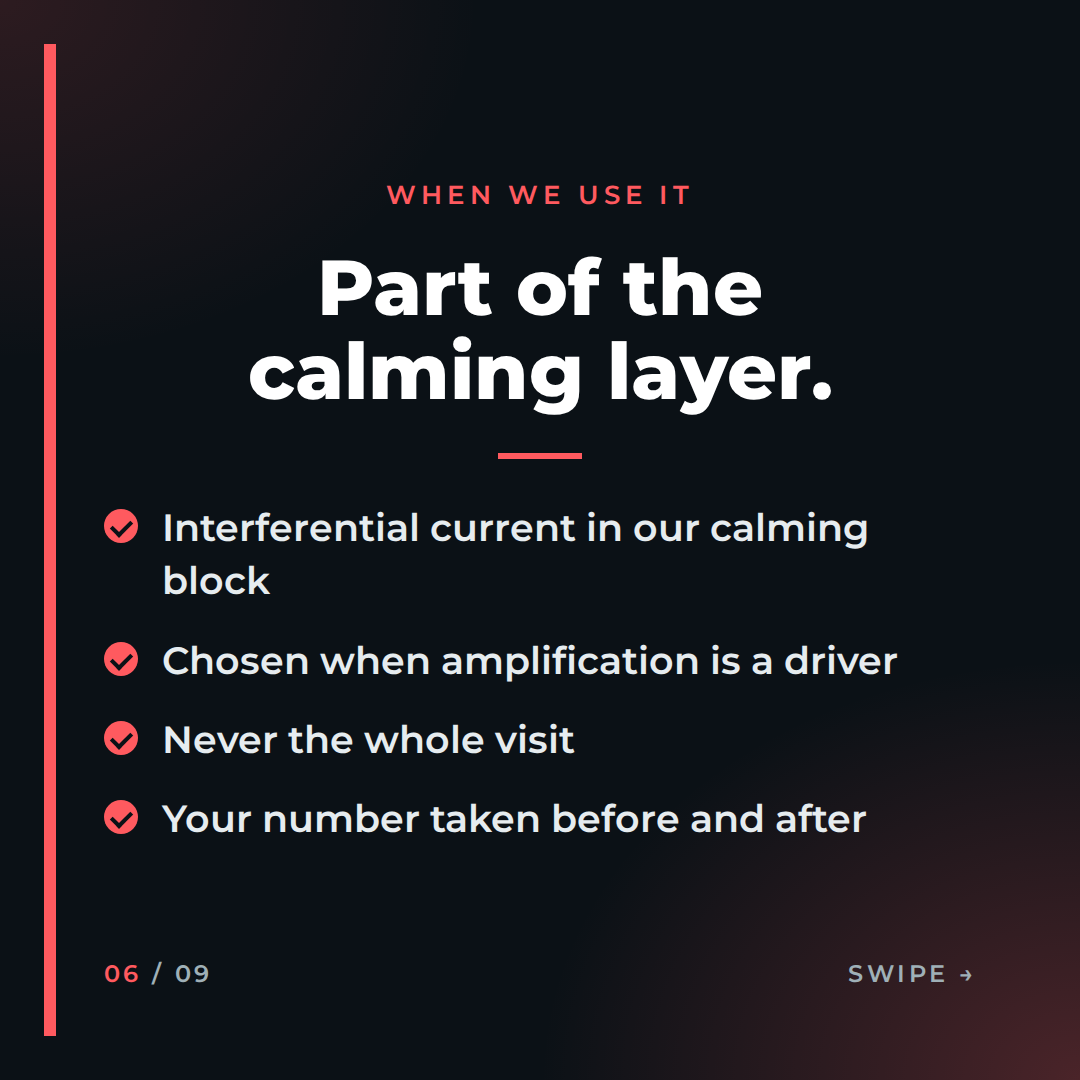 WHEN WE USE IT
Part of the
calming layer.
Interferential current in our calming
block
Chosen when amplification is a driver
Never the whole visit
Your number taken before and after
06 / 09
SWIPE →